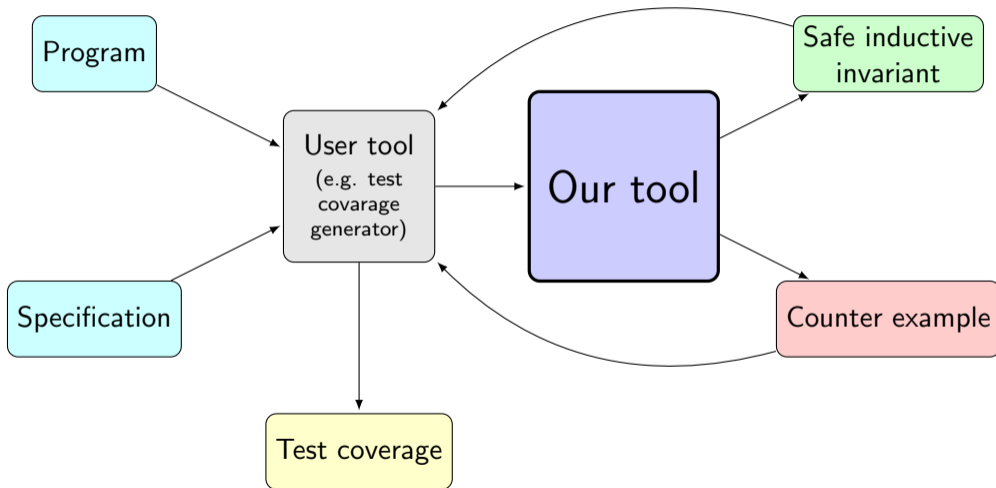 Program
Safe inductive
invariant
User tool
(e.g. test
covarage
generator)
Our tool
Specification
Counter example
Test coverage